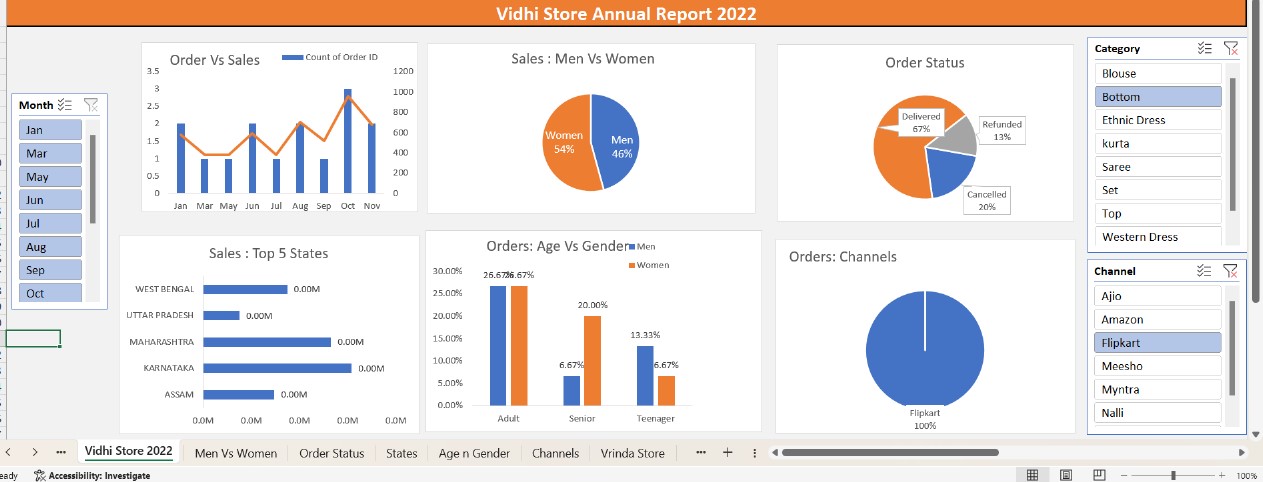 Vidhi Store Annual Report 2022
Month
Jan
Mar
May
Jun
Jul
Aug
Sep
Oct
Order Vs Sales
Count of Order ID
3.5
3
2.5
2
1.5
1
0.5
0
1200
1000
800
600
400
200
0
Jan Mar May Jun Jul Aug Sep Oct Nov
Sales : Men Vs Women
Women
54%
Men
46%
Order Status
Delivered
67%
Refunded
13%
Cancelled
20%
Category
Blouse
Bottom
Ethnic Dress
kurta
Saree
Set
Top
Western Dress
Sales : Top 5 States
WEST BENGAL 0.00M
UTTAR PRADESH 0.00M
MAHARASHTRA 0.00M
KARNATAKA 0.00M
ASSAM 0.00M
0.0M 0.0M 0.0M 0.0M 0.0M
Orders: Age Vs Gender
Men
Women
30.00%
25.00%
20.00%
15.00%
10.00%
5.00%
0.00%
26.67% 26.67%
6.67% 20.00%
13.33% 6.67%
Adult Senior Teenager
Orders: Channels
Flipkart
100%
Channel
Ajio
Amazon
Flipkart
Meesho
Myntra
Nalli
Vidhi Store 2022 Men Vs Women Order Status States Age n Gender Channels Vrinda Store
eady Accessibility: Investigate 100%